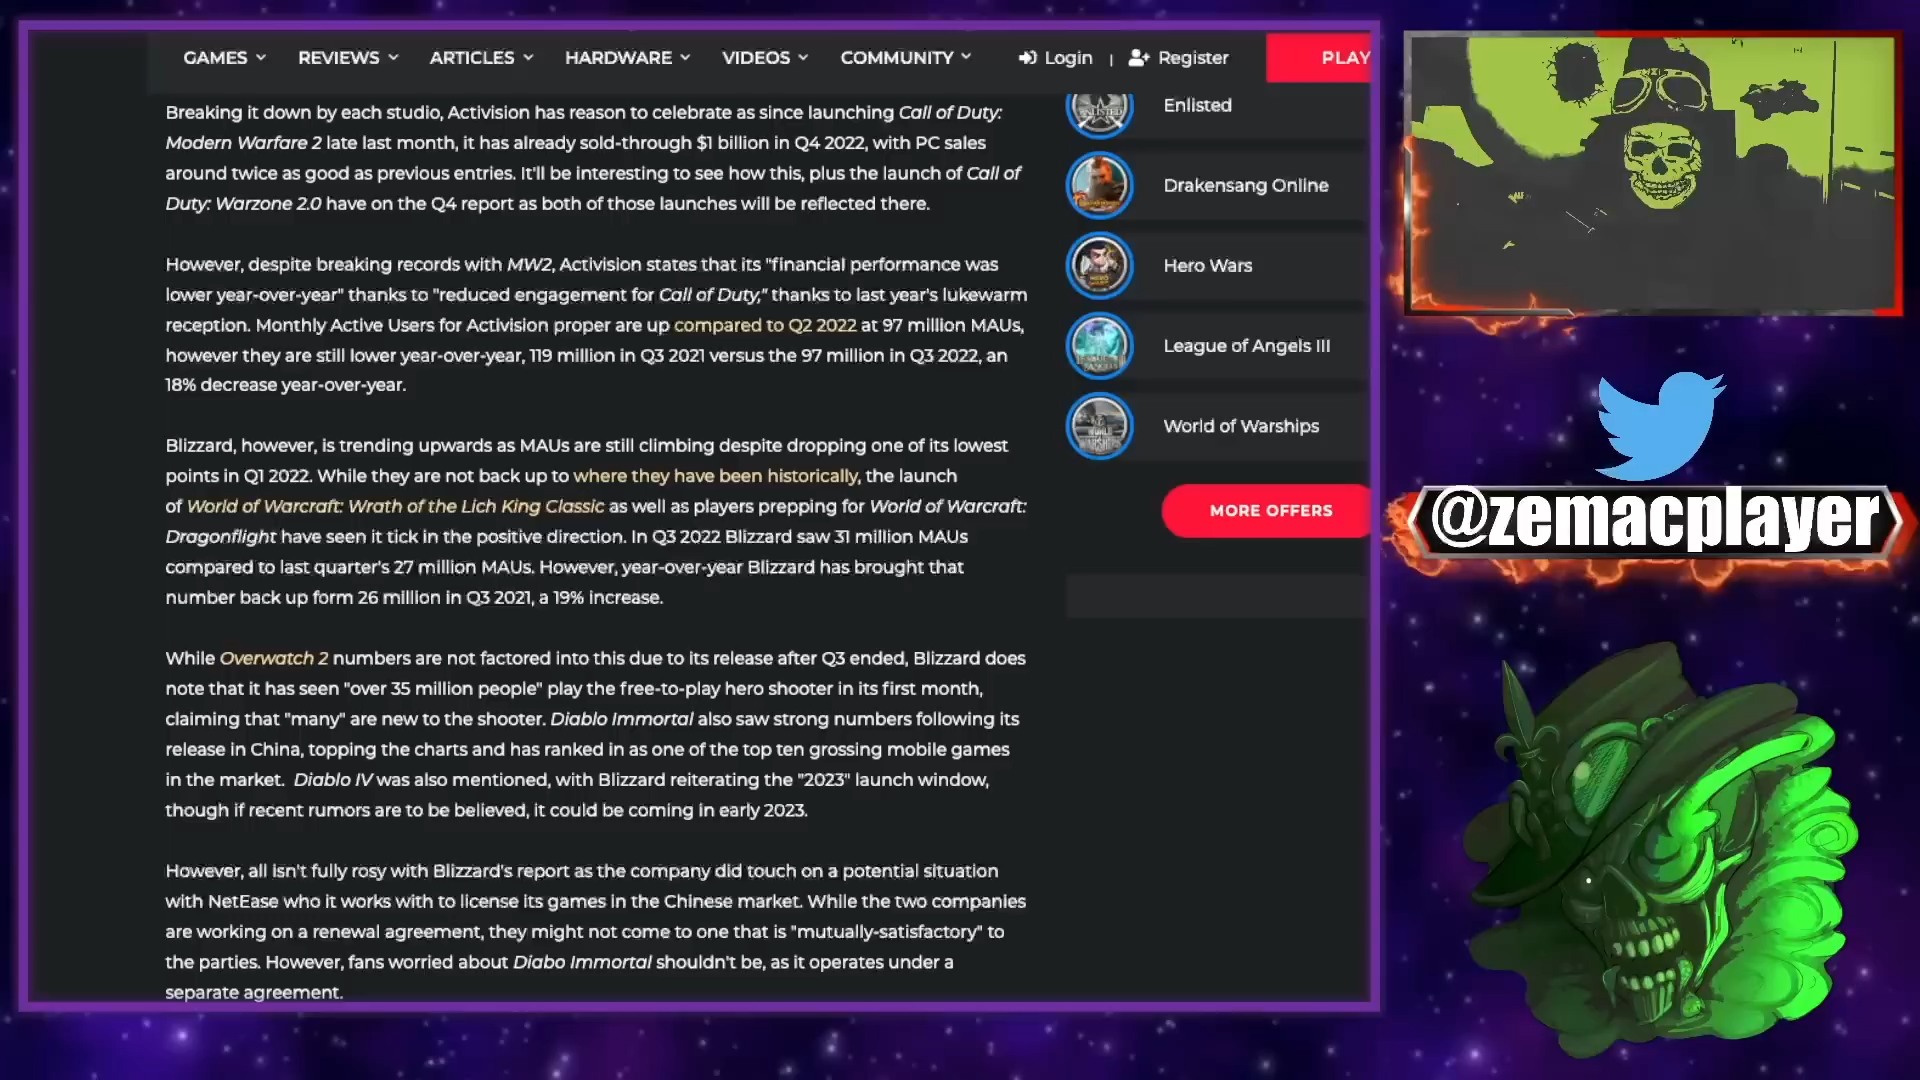 GAMES REVIEWS ARTICLES HARDWARE VIDEOS COMMUNITY Login | Register PLAY
Breaking it down by each studio, Activision has reason to celebrate as since launching Call of Duty:
Modern Warfare 2 late last month, it has already sold-through $1 billion in Q4 2022, with PC sales
around twice as good as previous entries. It'll be interesting to see how this, plus the launch of Call of
Duty: Warzone 2.0 have on the Q4 report as both of those launches will be reflected there.
However, despite breaking records with MW2, Activision states that its "financial performance was
lower year-over-year" thanks to "reduced engagement for Call of Duty," thanks to last year's lukewarm
reception. Monthly Active Users for Activision proper are up compared to Q2 2022 at 97 million MAUs,
however they are still lower year-over-year, 119 million in Q3 2021 versus the 97 million in Q3 2022, an
18% decrease year-over-year.
Blizzard, however, is trending upwards as MAUs are still climbing despite dropping one of its lowest
points in Q1 2022. While they are not back up to where they have been historically, the launch
of World of Warcraft: Wrath of the Lich King Classic as well as players prepping for World of Warcraft:
Dragonflight have seen it tick in the positive direction. In Q3 2022 Blizzard saw 31 million MAUs
compared to last quarter's 27 million MAUs. However, year-over-year Blizzard has brought that
number back up form 26 million in Q3 2021, a 19% increase.
While Overwatch 2 numbers are not factored into this due to its release after Q3 ended, Blizzard does
note that it has seen "over 35 million people" play the free-to-play hero shooter in its first month,
claiming that "many" are new to the shooter. Diablo Immortal also saw strong numbers following its
release in China, topping the charts and has ranked in as one of the top ten grossing mobile games
in the market. Diablo IV was also mentioned, with Blizzard reiterating the "2023" launch window,
though if recent rumors are to be believed, it could be coming in early 2023.
However, all isn't fully rosy with Blizzard's report as the company did touch on a potential situation
with NetEase who it works with to license its games in the Chinese market. While the two companies
are working on a renewal agreement, they might not come to one that is "mutually-satisfactory" to
the parties. However, fans worried about Diabo Immortal shouldn't be, as it operates under a
separate agreement.
ENLISTED
Enlisted
Drakensang Online
Hero Wars
League of Angels III
WORLD
WARSHIPS
World of Warships
MORE OFFERS
@zemacplayer